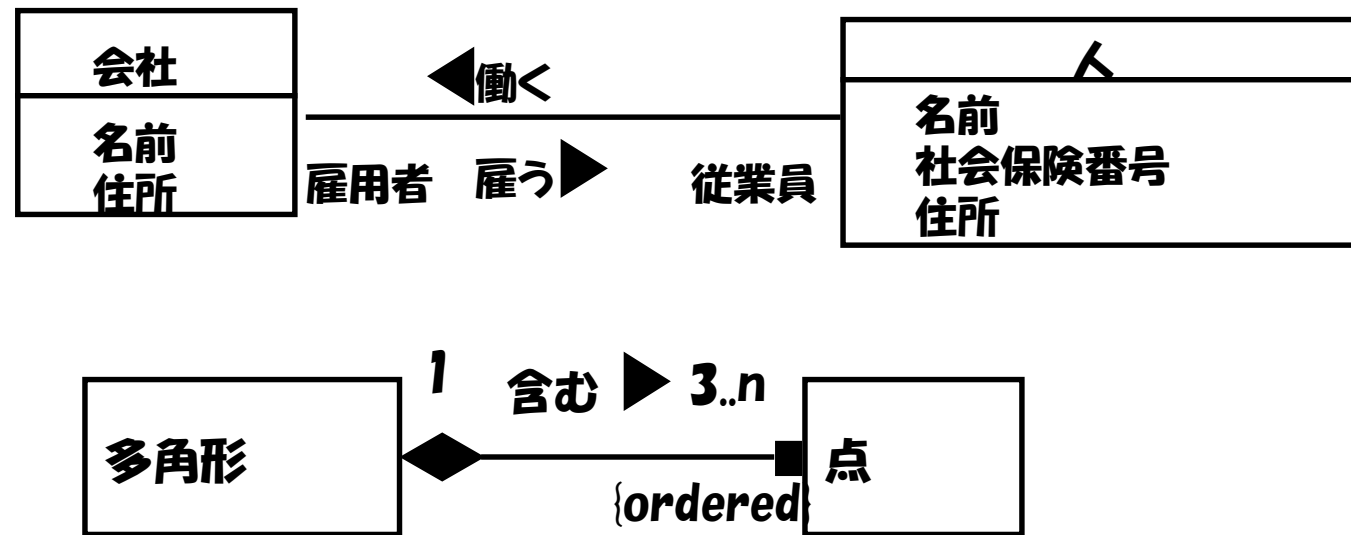 会社
名前
住所
働く
雇用者 雇う 従業員
人
名前
社会保険番号
住所
1 含む 3..n
多角形
点
{ordered}